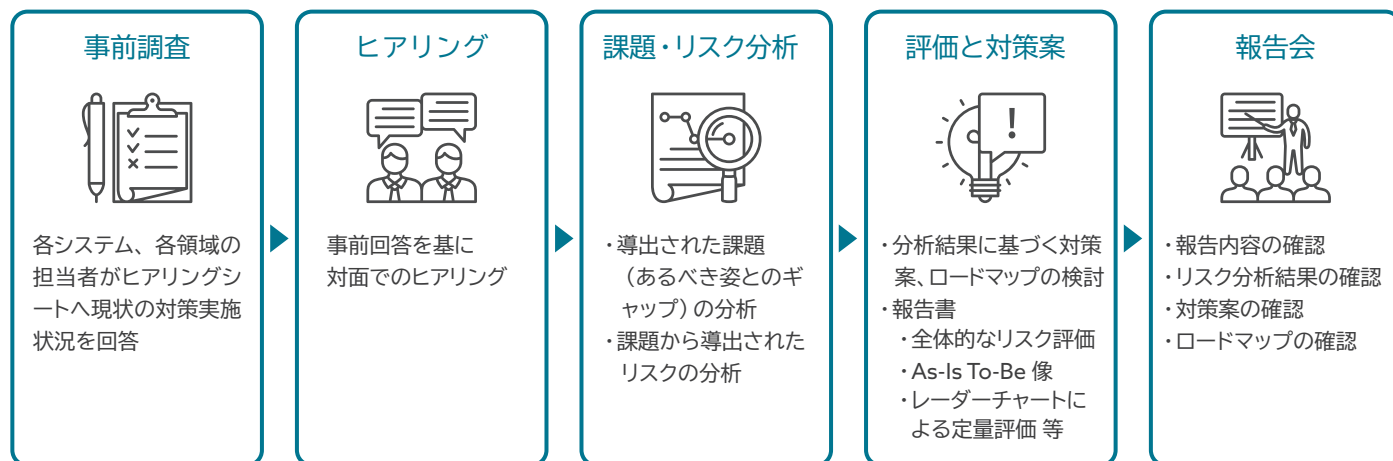 事前調査
各システム、各領域の
担当者がヒアリングシ
ートへ現状の対策実施
状況を回答
ヒアリング
事前回答を基に
対面でのヒアリング
課題・リスク分析
・導出された課題
（あるべき姿とのギ
ャップ）の分析
・課題から導出された
リスクの分析
評価と対策案
!
・分析結果に基づく対策
案、ロードマップの検討
・報告書
・全体的なリスク評価
・As-Is To-Be 像
・レーダーチャートに
よる定量評価 等
報告会
・報告内容の確認
・リスク分析結果の確認
・対策案の確認
・ロードマップの確認